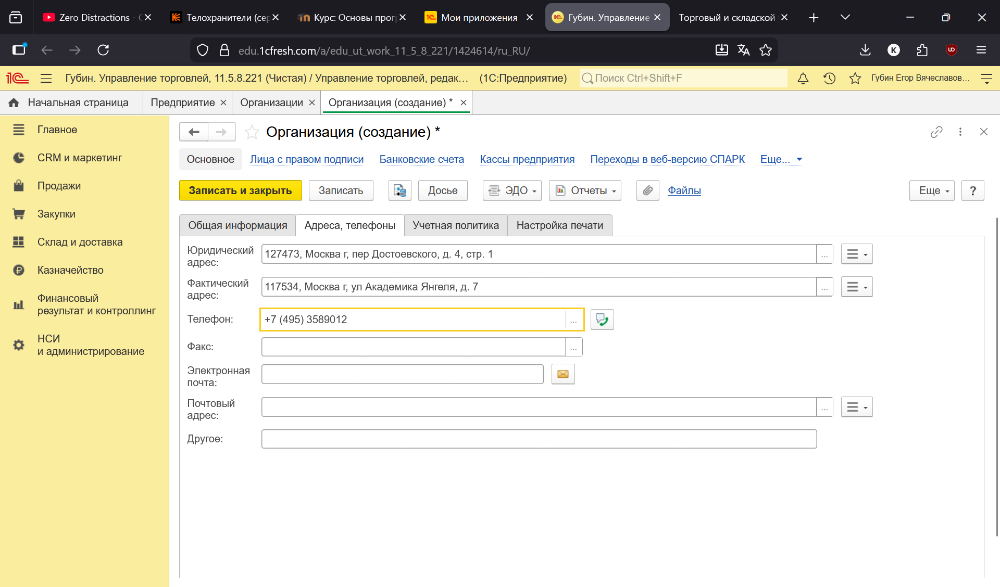 Zero Distractions -
Телохранители (сер
Курс: Основы прог
Мои приложения
Губин. Управление
Торговый и складской
edu.1cfresh.com/a/edu_ut_work_11_5_8_221/1424614/ru_RU/
K
Губин. Управление торговлей, 11.5.8.221 (Чистая) / Управление торговлей, редак... (1С:Предприятие)
Поиск Ctrl+Shift+F
Губин Егор Вячеславов...
Начальная страница
Предприятие
Организации
Организация (создание) *
Главное
CRM и маркетинг
Продажи
Закупки
Склад и доставка
Казначейство
Финансовый
результат и контроллинг
НСИ
и администрирование
Организация (создание) *
Основное
Лица с правом подписи
Банковские счета
Кассы предприятия
Переходы в веб-версию СПАРК
Еще...
Записать и закрыть
Записать
Досье
ЭДО
Отчеты
Файлы
Еще
?
Общая информация
Адреса, телефоны
Учетная политика
Настройка печати
Юридический
адрес:
127473, Москва г, пер Достоевского, д. 4, стр. 1
...
Фактический
адрес:
117534, Москва г, ул Академика Янгеля, д. 7
...
Телефон:
+7 (495) 3589012
...
Факс:
...
Электронная
почта:
Почтовый
адрес:
...
Другое: